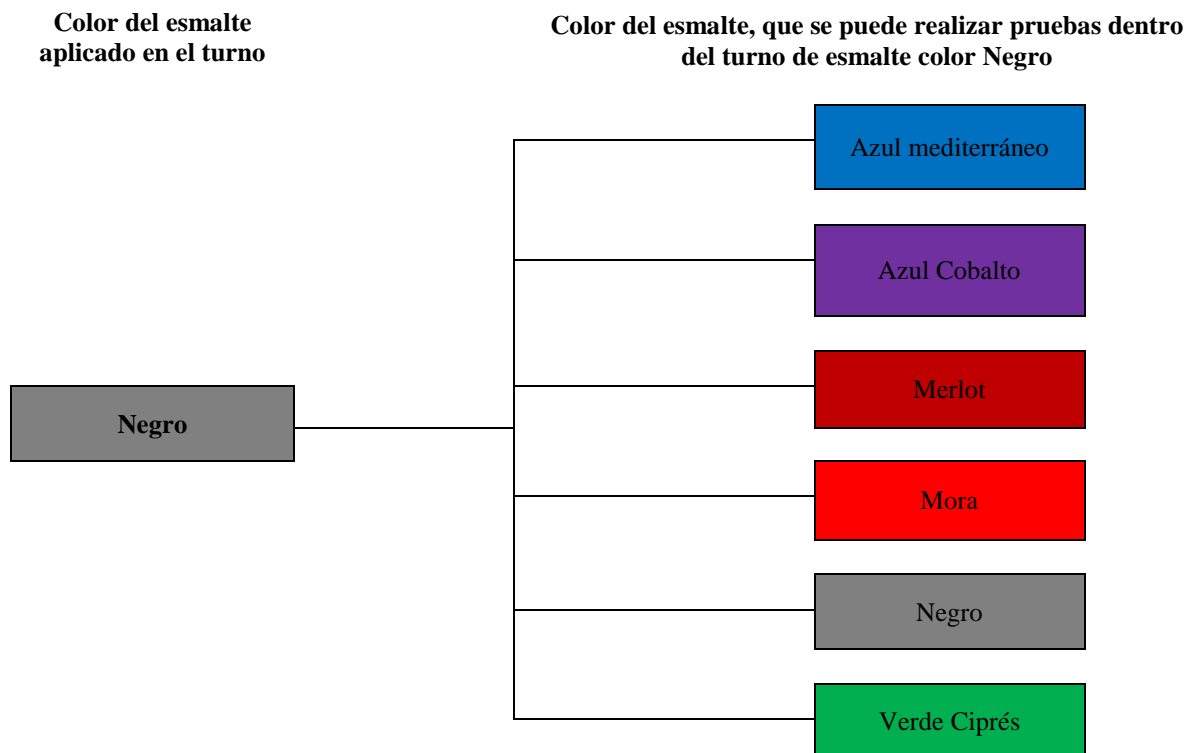 Color del esmalte
aplicado en el turno
Color del esmalte, que se puede realizar pruebas dentro
del turno de esmalte color Negro
Negro
Azul mediterráneo
Azul Cobalto
Merlot
Mora
Negro
Verde Ciprés